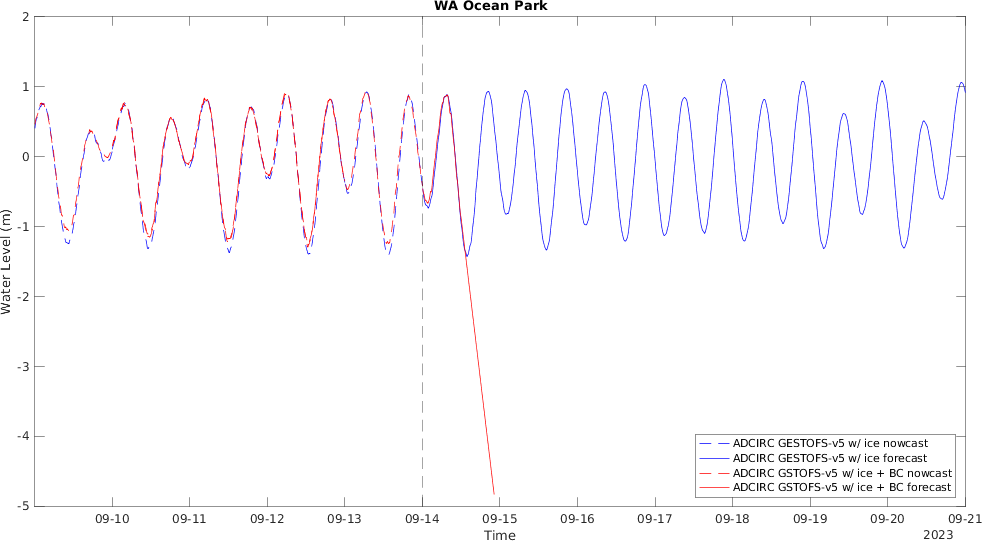 WA Ocean Park
2
1
0
-1
-2
-3
-4
-5
Water Level (m)
ADCIRC GESTOFS-v5 w/ ice nowcast
ADCIRC GESTOFS-v5 w/ ice forecast
ADCIRC GSTOFS-v5 w/ ice + BC nowcast
ADCIRC GSTOFS-v5 w/ ice + BC forecast
09-10 09-11 09-12 09-13 09-14 09-15 09-16 09-17 09-18 09-19 09-20 09-21
Time
2023